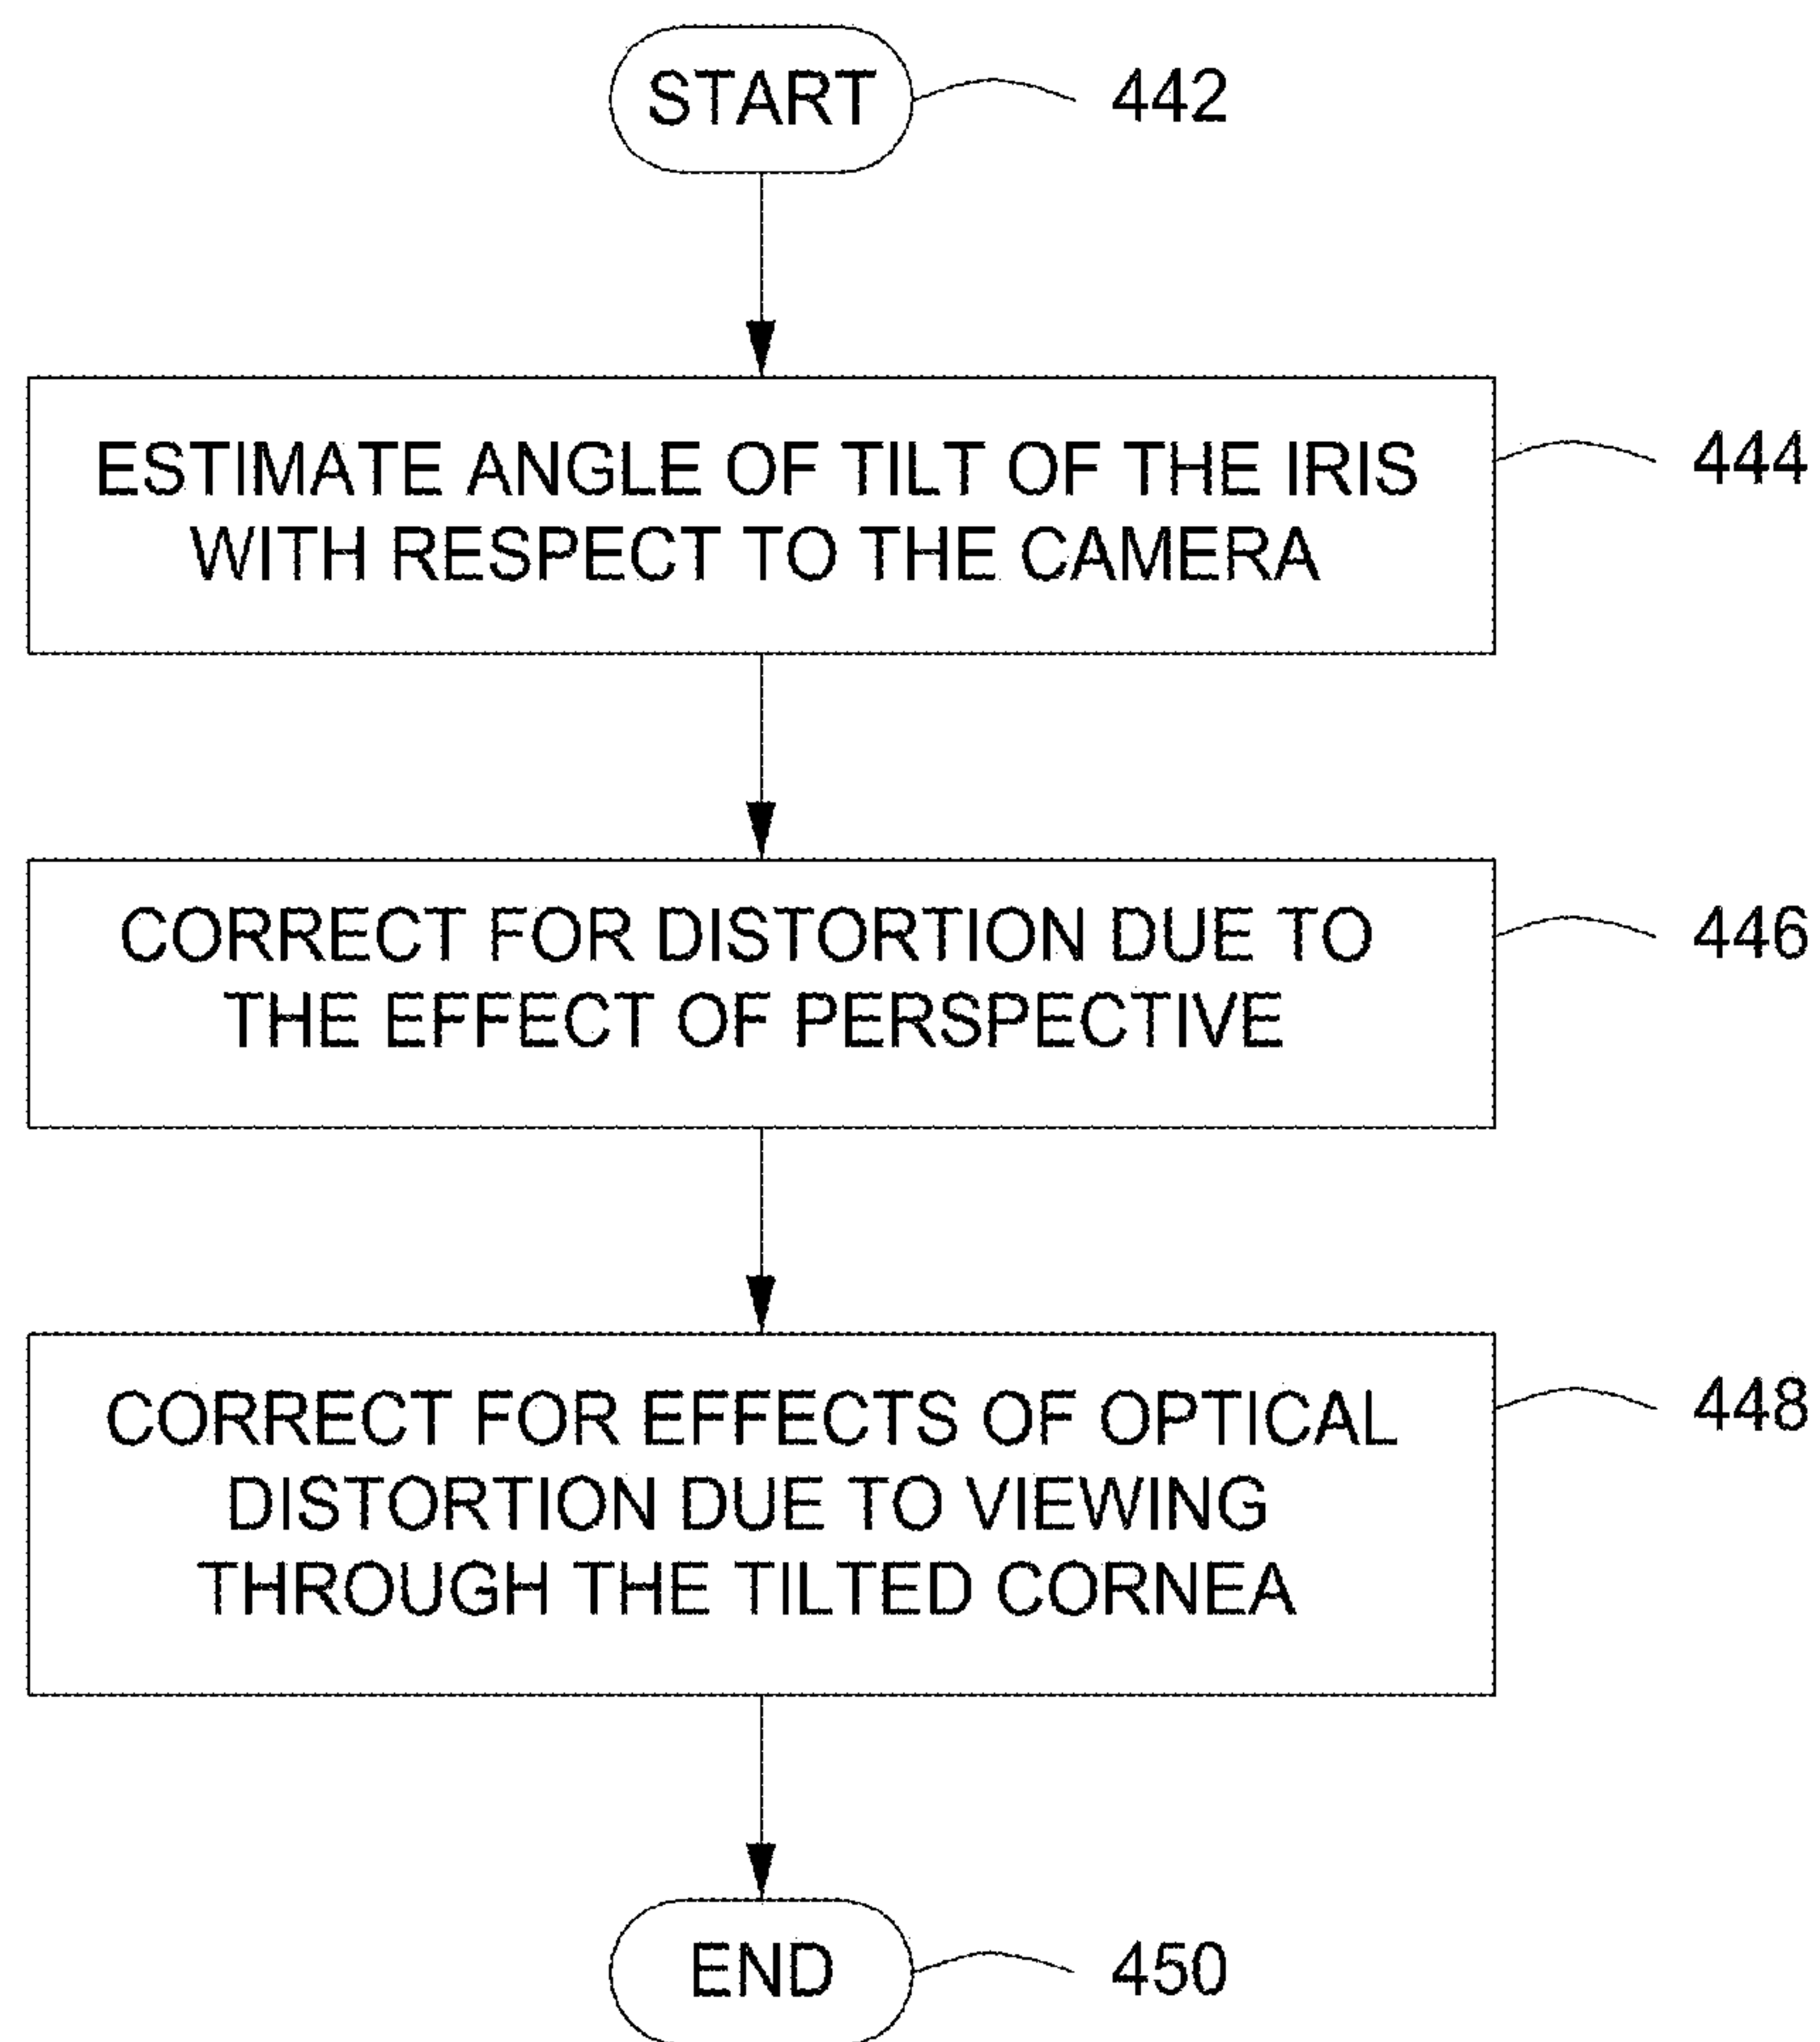 START
442
ESTIMATE ANGLE OF TILT OF THE IRIS
WITH RESPECT TO THE CAMERA
444
CORRECT FOR DISTORTION DUE TO
THE EFFECT OF PERSPECTIVE
446
CORRECT FOR EFFECTS OF OPTICAL
DISTORTION DUE TO VIEWING
THROUGH THE TILTED CORNEA
448
END
450